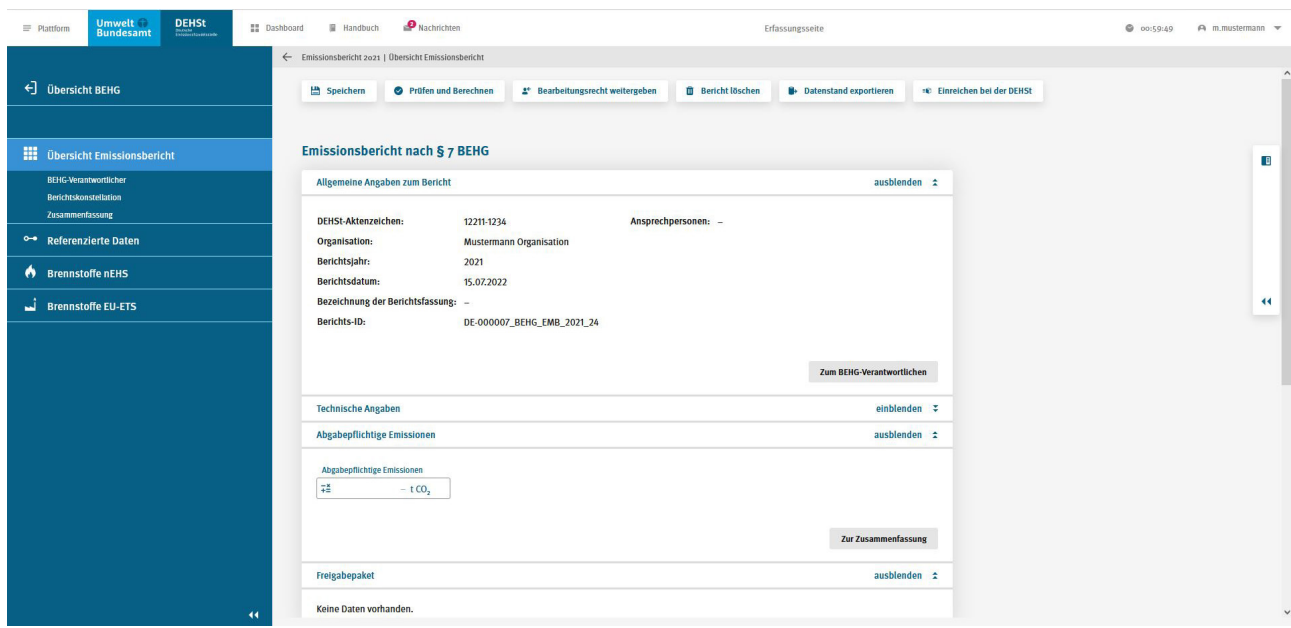 Plattform
Umwelt
Bundesamt
DEHSt
Dashboard
Handbuch
2
Nachrichten
Erfassungsseite
00:59:49
m.mustermann
Emissionsbericht 2021 | Übersicht Emissionsbericht
Übersicht BEHG
Übersicht Emissionsbericht
BEHG-Verantwortlicher
Berichtskonstellation
Zusammenfassung
Referenzierte Daten
Brennstoffe nEHS
Brennstoffe EU-ETS
Speichern
Prüfen und Berechnen
Bearbeitungsrecht weitergeben
Bericht löschen
Datenstand exportieren
Einreichen bei der DEHSt
Emissionsbericht nach § 7 BEHG
Allgemeine Angaben zum Bericht ausblenden
DEHSt-Aktenzeichen: 12211-1234 Ansprechpersonen: –
Organisation: Mustermann Organisation
Berichtsjahr: 2021
Berichtsdatum: 15.07.2022
Bezeichnung der Berichtsfassung: –
Berichts-ID: DE-000007_BEHG_EMB_2021_24
Zum BEHG-Verantwortlichen
Technische Angaben einblenden
Abgabepflichtige Emissionen ausblenden
Abgabepflichtige Emissionen
– t CO₂
Zur Zusammenfassung
Freigabepaket ausblenden
Keine Daten vorhanden.